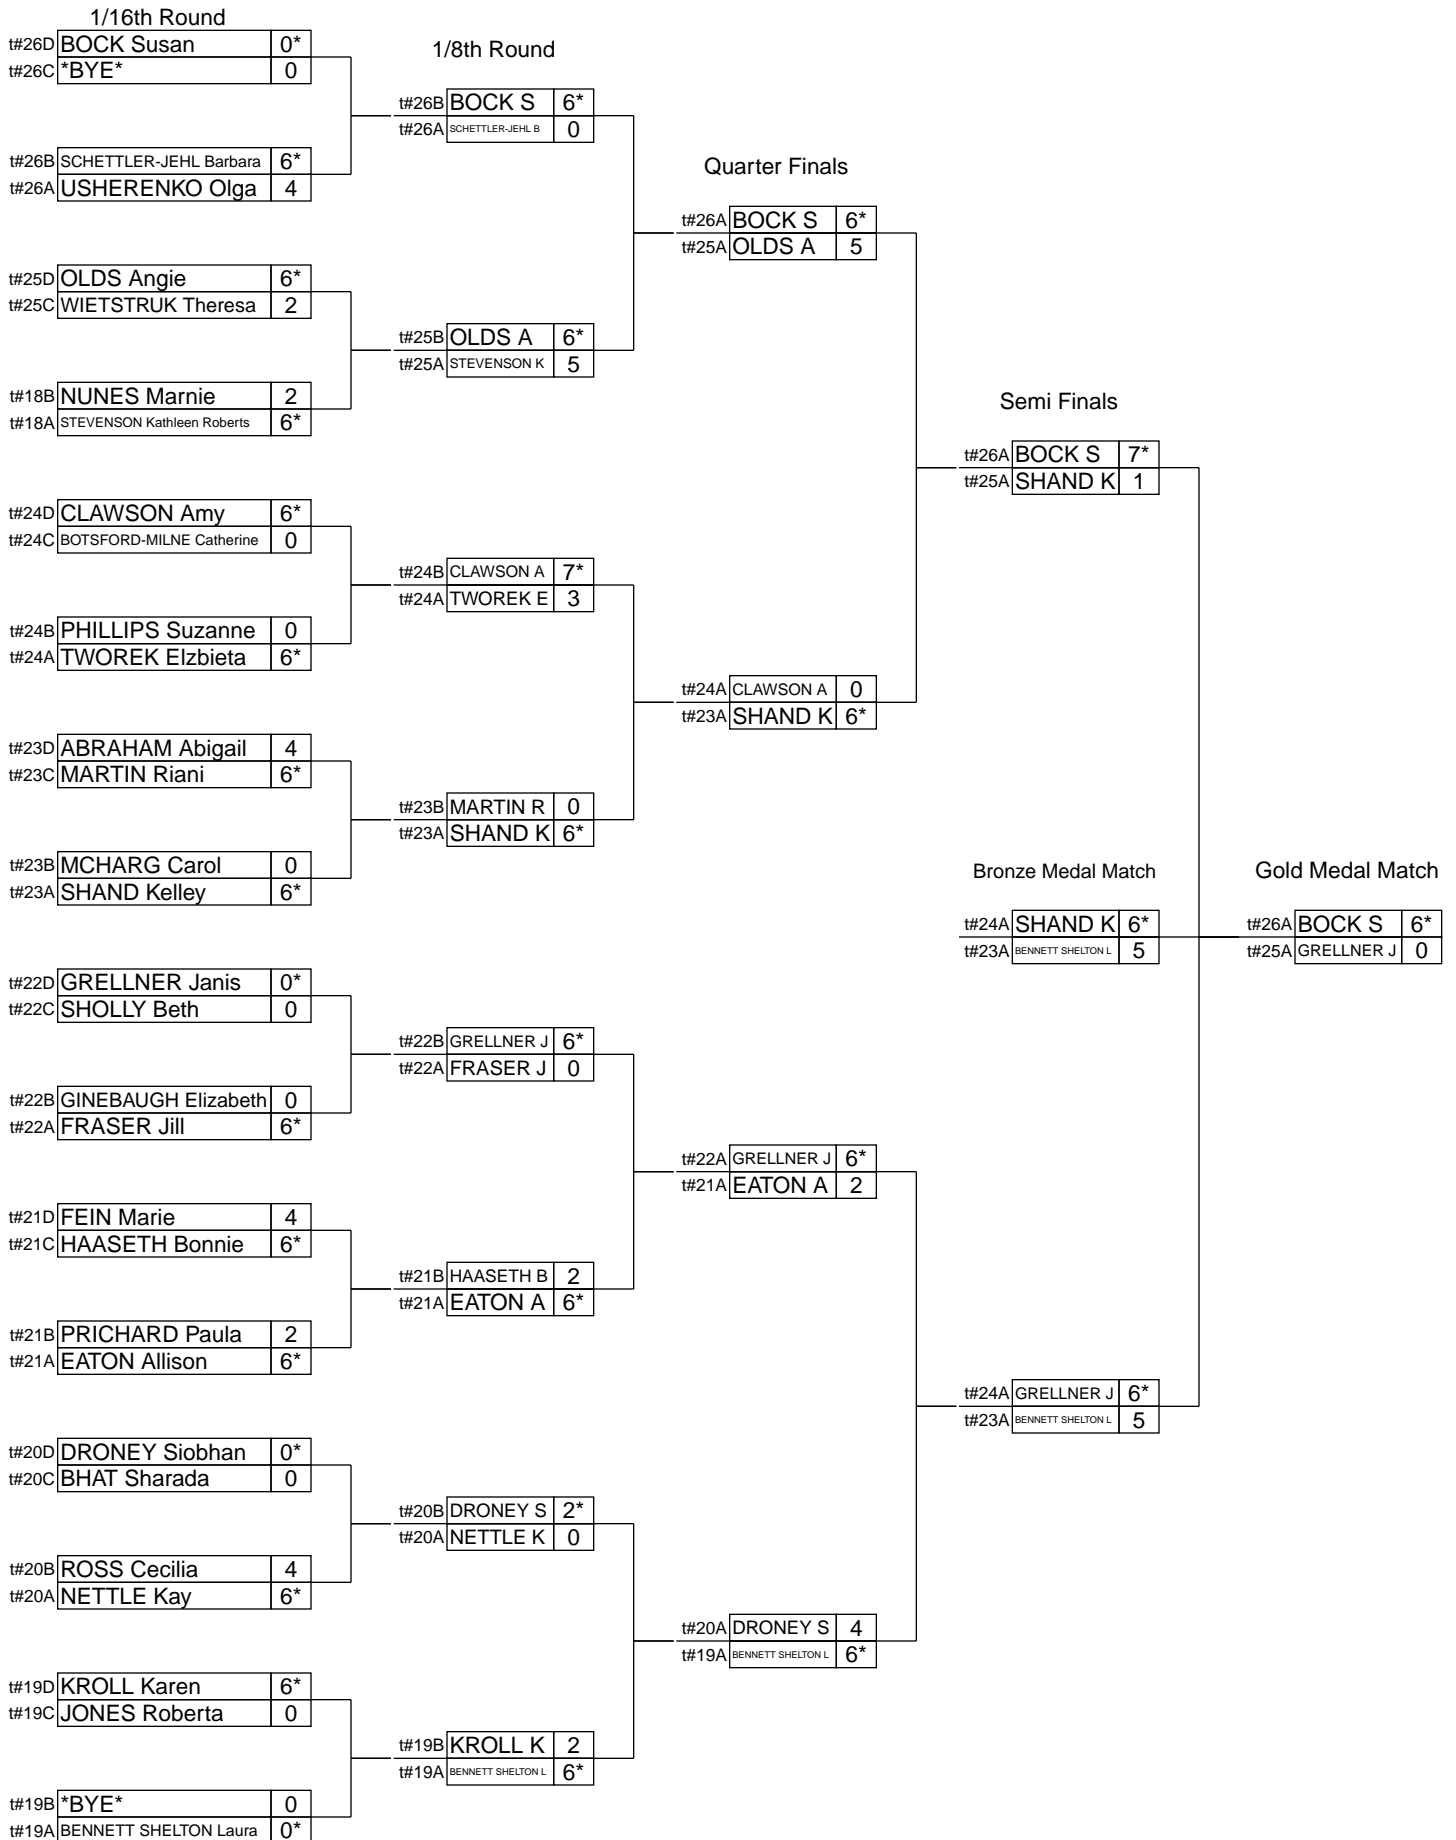 1/16th Round
t#26D BOCK Susan 0*
t#26C *BYE* 0
t#26B SCHETTLER-JEHL Barbara 6*
t#26A USHERENKO Olga 4
t#25D OLDS Angie 6*
t#25C WIETSTRUK Theresa 2
t#18B NUNES Marnie 2
t#18A STEVENSON Kathleen Roberts 6*
t#24D CLAWSON Amy 6*
t#24C BOTSFORD-MILNE Catherine 0
t#24B PHILLIPS Suzanne 0
t#24A TWOREK Elzbieta 6*
t#23D ABRAHAM Abigail 4
t#23C MARTIN Riani 6*
t#23B MCHARG Carol 0
t#23A SHAND Kelley 6*
t#22D GRELLNER Janis 0*
t#22C SHOLLY Beth 0
t#22B GINEBAUGH Elizabeth 0
t#22A FRASER Jill 6*
t#21D FEIN Marie 4
t#21C HAASETH Bonnie 6*
t#21B PRICHARD Paula 2
t#21A EATON Allison 6*
t#20D DRONEY Siobhan 0*
t#20C BHAT Sharada 0
t#20B ROSS Cecilia 4
t#20A NETTLE Kay 6*
t#19D KROLL Karen 6*
t#19C JONES Roberta 0
t#19B *BYE* 0
t#19A BENNETT SHELTON Laura 0*
1/8th Round
t#26B BOCK S 6*
t#26A SCHETTLER-JEHL B 0
t#25B OLDS A 6*
t#25A STEVENSON K 5
t#24B CLAWSON A 7*
t#24A TWOREK E 3
t#23B MARTIN R 0
t#23A SHAND K 6*
t#22B GRELLNER J 6*
t#22A FRASER J 0
t#21B HAASETH B 2
t#21A EATON A 6*
t#20B DRONEY S 2*
t#20A NETTLE K 0
t#19B KROLL K 2
t#19A BENNETT SHELTON L 6*
Quarter Finals
t#26A BOCK S 6*
t#25A OLDS A 5
t#24A CLAWSON A 0
t#23A SHAND K 6*
t#22A GRELLNER J 6*
t#21A EATON A 2
t#20A DRONEY S 4
t#19A BENNETT SHELTON L 6*
Semi Finals
t#26A BOCK S 7*
t#25A SHAND K 1
t#24A GRELLNER J 6*
t#23A BENNETT SHELTON L 5
Bronze Medal Match
t#24A SHAND K 6*
t#23A BENNETT SHELTON L 5
Gold Medal Match
t#26A BOCK S 6*
t#25A GRELLNER J 0